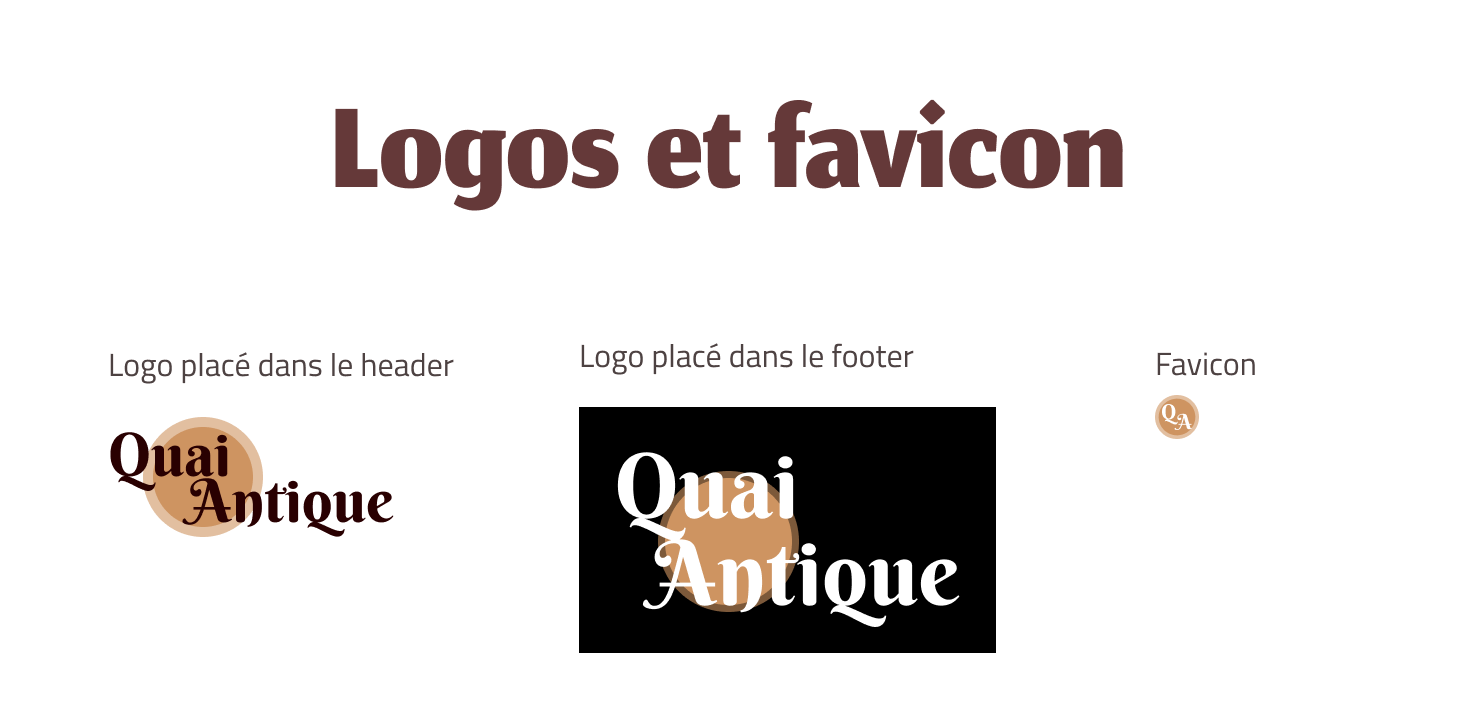 Logos et favicon
Logo placé dans le header
Quai
Antique
Logo placé dans le footer
Quai
Antique
Favicon
QA